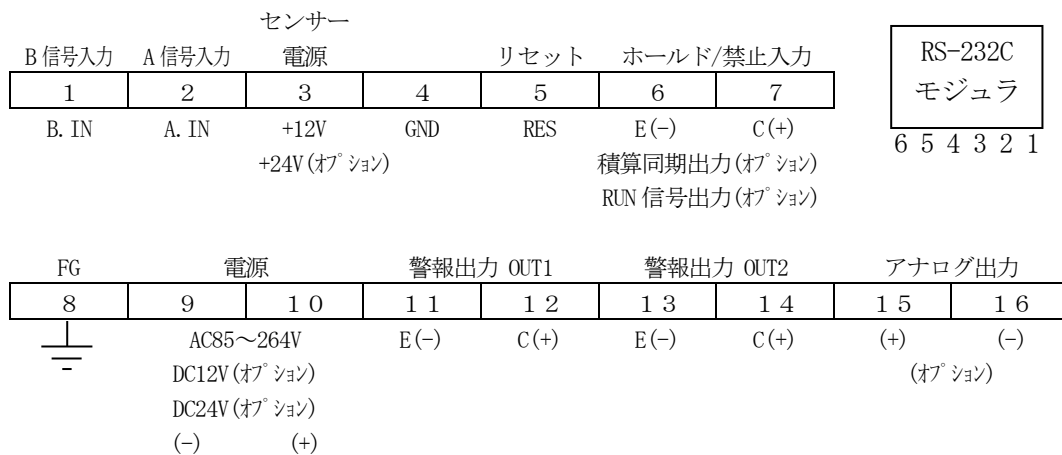 センサー
B 信号入力 A 信号入力 電源 リセット ホールド/禁止入力
1 2 3 4 5 6 7
B.IN A.IN +12V GND RES E(-) C(+)
+24V(ｵﾌﾟｼｮﾝ) 積算同期出力(ｵﾌﾟｼｮﾝ)
RUN 信号出力(ｵﾌﾟｼｮﾝ)
RS-232C
モジュラ
6 5 4 3 2 1
FG 電源 警報出力 OUT1 警報出力 OUT2 アナログ出力
8 9 10 11 12 13 14 15 16
AC85～264V E(-) C(+) E(-) C(+) (+) (-)
DC12V(ｵﾌﾟｼｮﾝ) (ｵﾌﾟｼｮﾝ)
DC24V(ｵﾌﾟｼｮﾝ)
(-) (+)